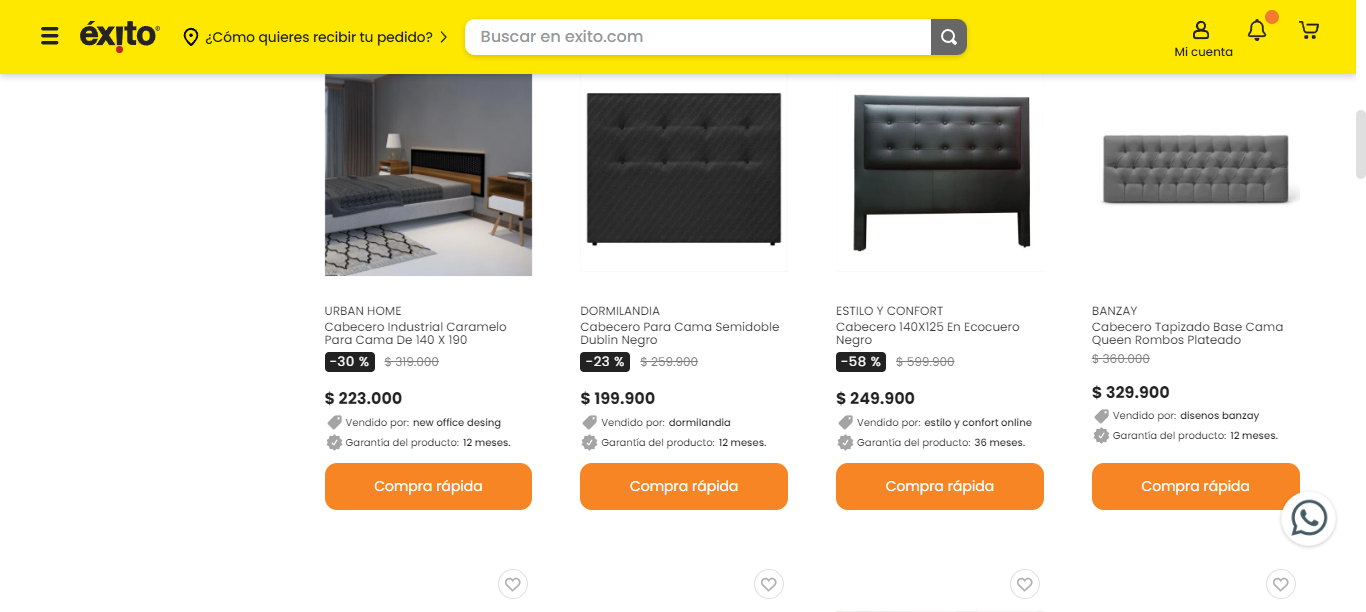 éxito®
¿Cómo quieres recibir tu pedido?
Buscar en exito.com
Mi cuenta
URBAN HOME
Cabecero Industrial Caramelo
Para Cama De 140 X 190
-30 % $ 319.000
$ 223.000
Vendido por: new office desing
Garantía del producto: 12 meses.
Compra rápida
DORMILANDIA
Cabecero Para Cama Semidoble
Dublin Negro
-23 % $ 259.900
$ 199.900
Vendido por: dormilandia
Garantía del producto: 12 meses.
Compra rápida
ESTILO Y CONFORT
Cabecero 140X125 En Ecocuero
Negro
-58 % $ 599.900
$ 249.900
Vendido por: estilo y confort online
Garantía del producto: 36 meses.
Compra rápida
BANZAY
Cabecero Tapizado Base Cama
Queen Rombos Plateado
$ 360.000
$ 329.900
Vendido por: disenos banzay
Garantía del producto: 12 meses.
Compra rápida